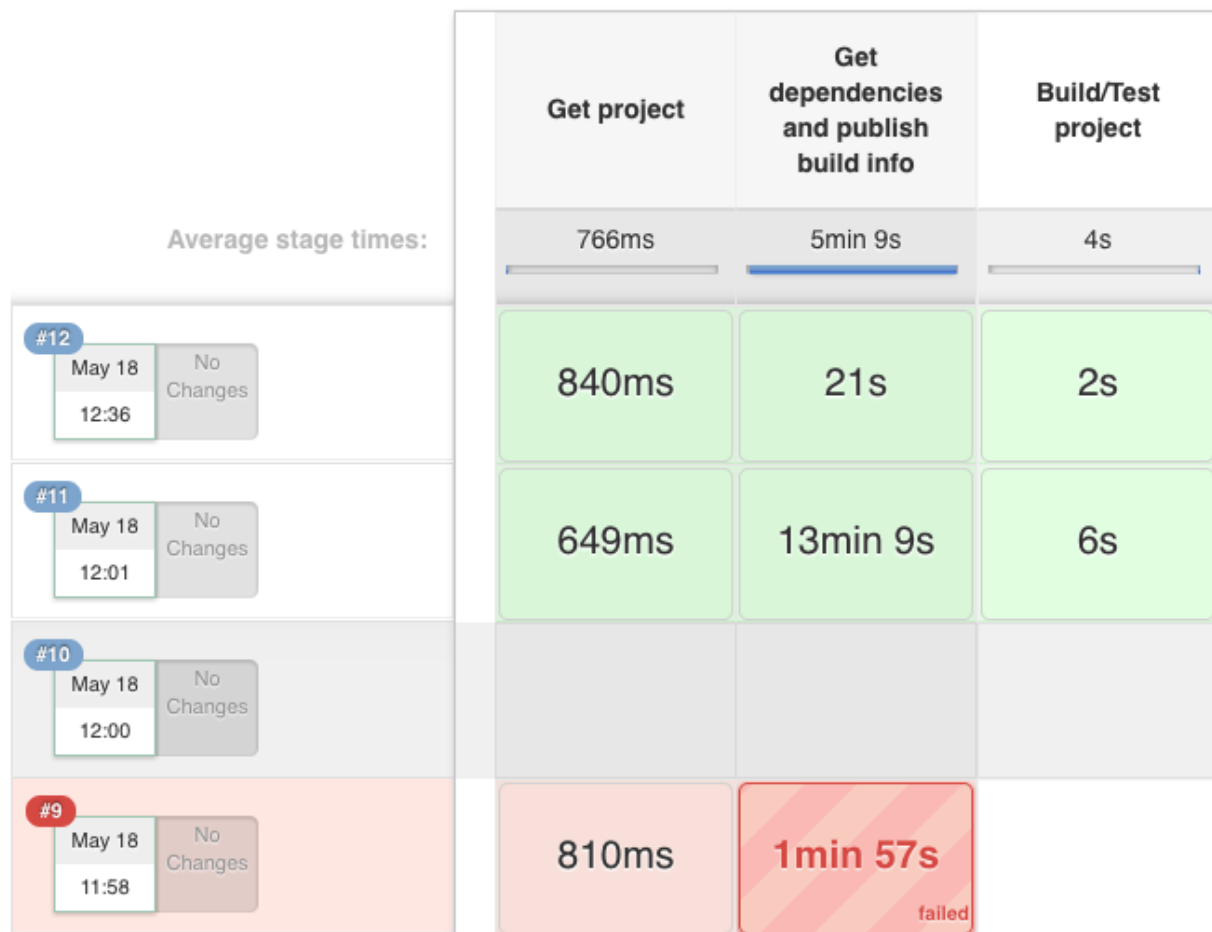 Get project
Get
dependencies
and publish
build info
Build/Test
project
Average stage times:
766ms
5min 9s
4s
#12
May 18
12:36
No
Changes
840ms
21s
2s
#11
May 18
12:01
No
Changes
649ms
13min 9s
6s
#10
May 18
12:00
No
Changes
#9
May 18
11:58
No
Changes
810ms
1min 57s
failed